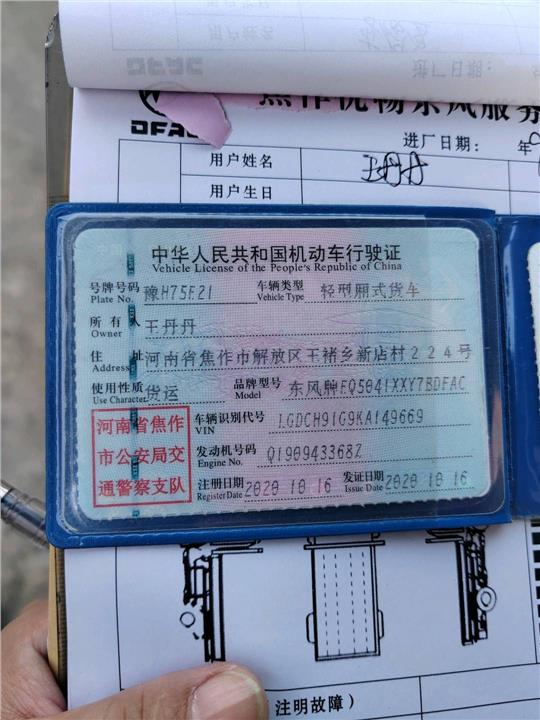 焦作优畅东风服务
DFAC
进厂日期: 年
用户姓名 王丹丹
用户生日
中华人民共和国机动车行驶证
Vehicle License of the People's Republic of China
号牌号码 豫H75F21 车辆类型 轻型厢式货车
Plate No. Vehicle Type
所有人 王丹丹
Owner
住址 河南省焦作市解放区王褚乡新店村224号
Address
使用性质 货运 品牌型号 东风牌EQ5041XXY7BDFAC
Use Character Model
河南省焦作
市公安局交
通警察支队
车辆识别代号 LGDCH91G9KA149669
VIN
发动机号码 Q190943368Z
Engine No.
注册日期 2020 10 16 发证日期 2020 10 16
Register Date Issue Date
注明故障)